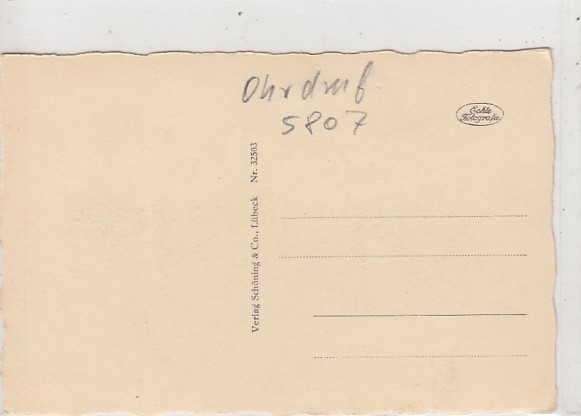 Ohrdruf
5807
Echte
Fotografie
Verlag Schöning & Co., Lübeck Nr. 32503